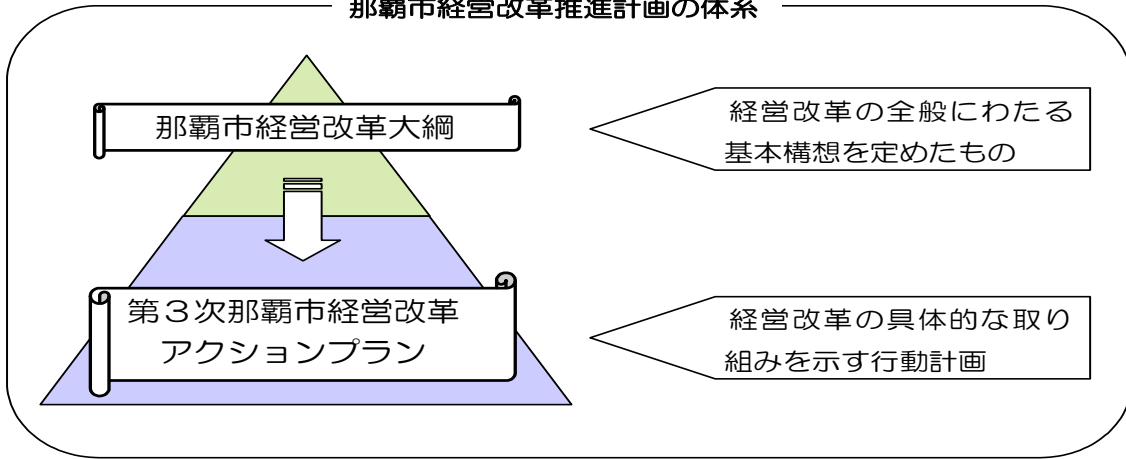 那覇市経営改革推進計画の体系
那覇市経営改革大綱
経営改革の全般にわたる
基本構想を定めたもの
第３次那覇市経営改革
アクションプラン
経営改革の具体的な取り
組みを示す行動計画